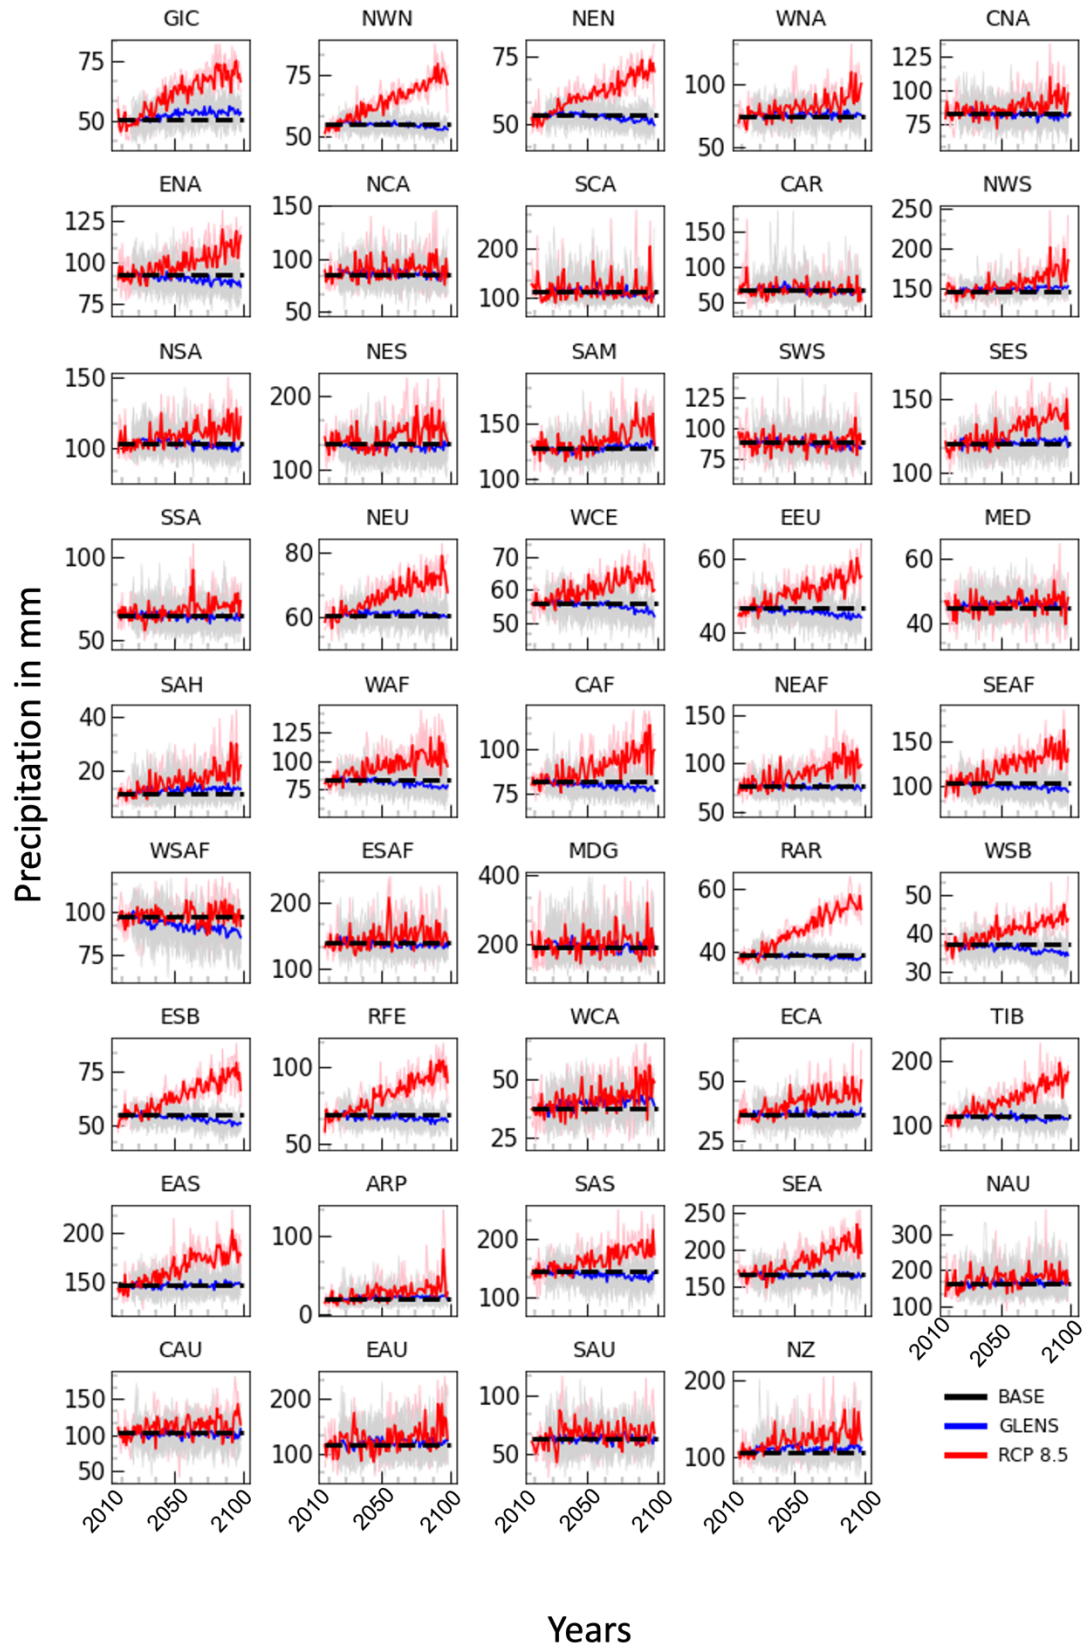 GIC NWN NEN WNA CNA
75 50
75 50
75 50
100 50
125 100 75
ENA NCA SCA CAR NWS
125 100 75
150 100 50
200 100
150 100 50
250 200 150
NSA NES SAM SWS SES
150 100
200 100
150 100
125 100 75
150 100
SSA NEU WCE EEU MED
100 50
80 60
70 60 50
60 40
60 40
SAH WAF CAF NEAF SEAF
40 20
125 100 75
100 75
150 100 50
150 100
WSAF ESAF MDG RAR WSB
100 75
200 100
400 200
60 40
50 40 30
ESB RFE WCA ECA TIB
75 50
100 50
50 25
50 25
200 100
EAS ARP SAS SEA NAU
200 150
100 0
200 100
250 200 150
300 200 100
2010 2050 2100
CAU EAU SAU NZ
150 100 50
200 100
100 50
200 100
2010 2050 2100
2010 2050 2100
2010 2050 2100
2010 2050 2100
BASE
GLENS
RCP 8.5
Precipitation in mm
Years